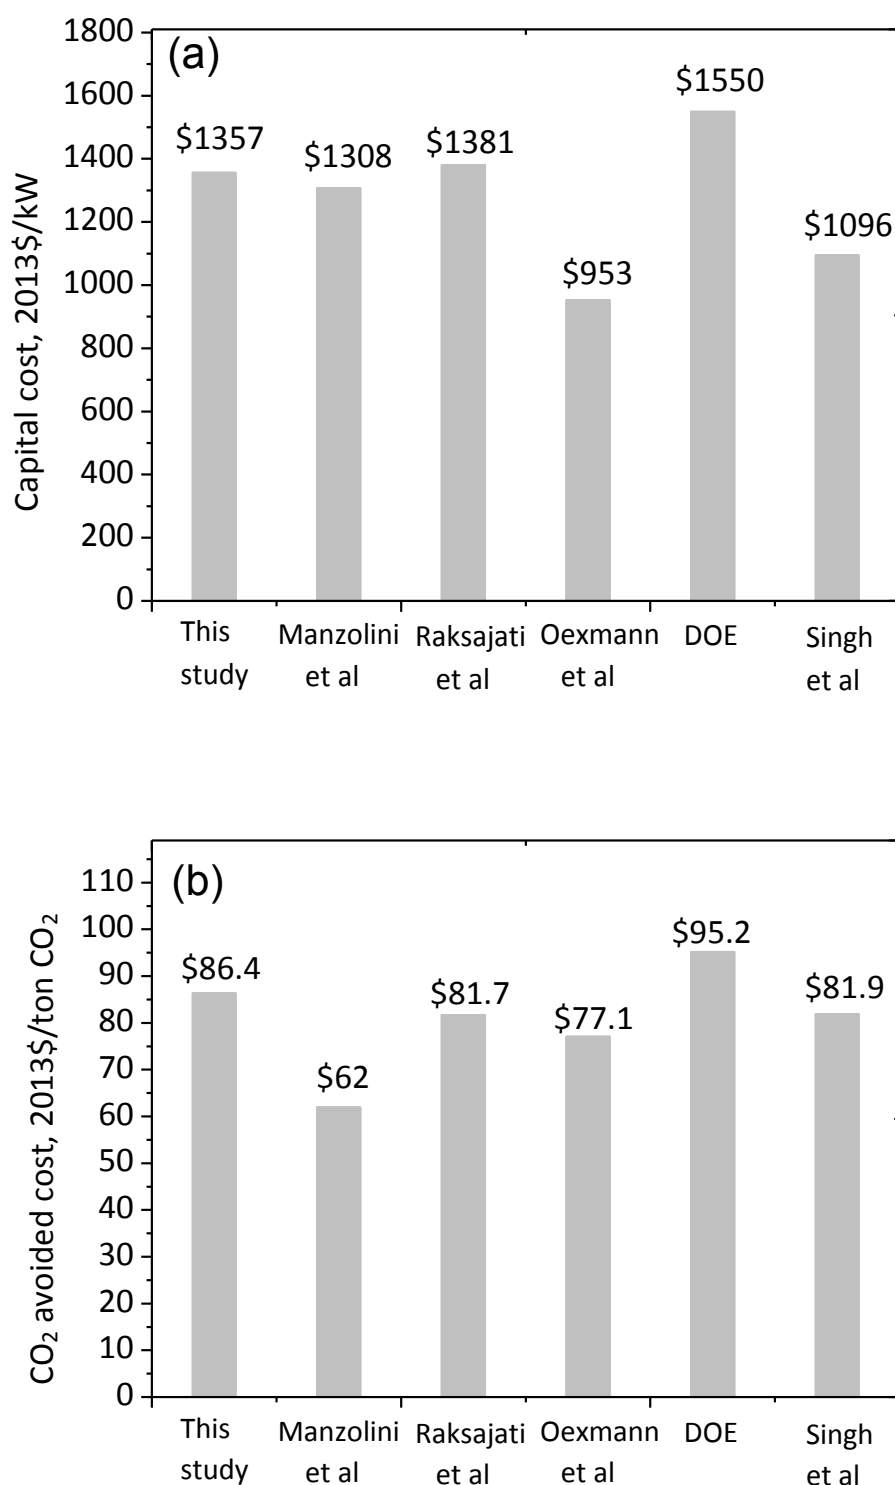 (a)
Capital cost, 2013$/kW
1800
1600
1400
1200
1000
800
600
400
200
0
$1357
$1308
$1381
$953
$1550
$1096
This
study
Manzolini
et al
Raksajati
et al
Oexmann
et al
DOE
Singh
et al
(b)
CO₂ avoided cost, 2013$/ton CO₂
110
100
90
80
70
60
50
40
30
20
10
0
$86.4
$62
$81.7
$77.1
$95.2
$81.9
This
study
Manzolini
et al
Raksajati
et al
Oexmann
et al
DOE
Singh
et al